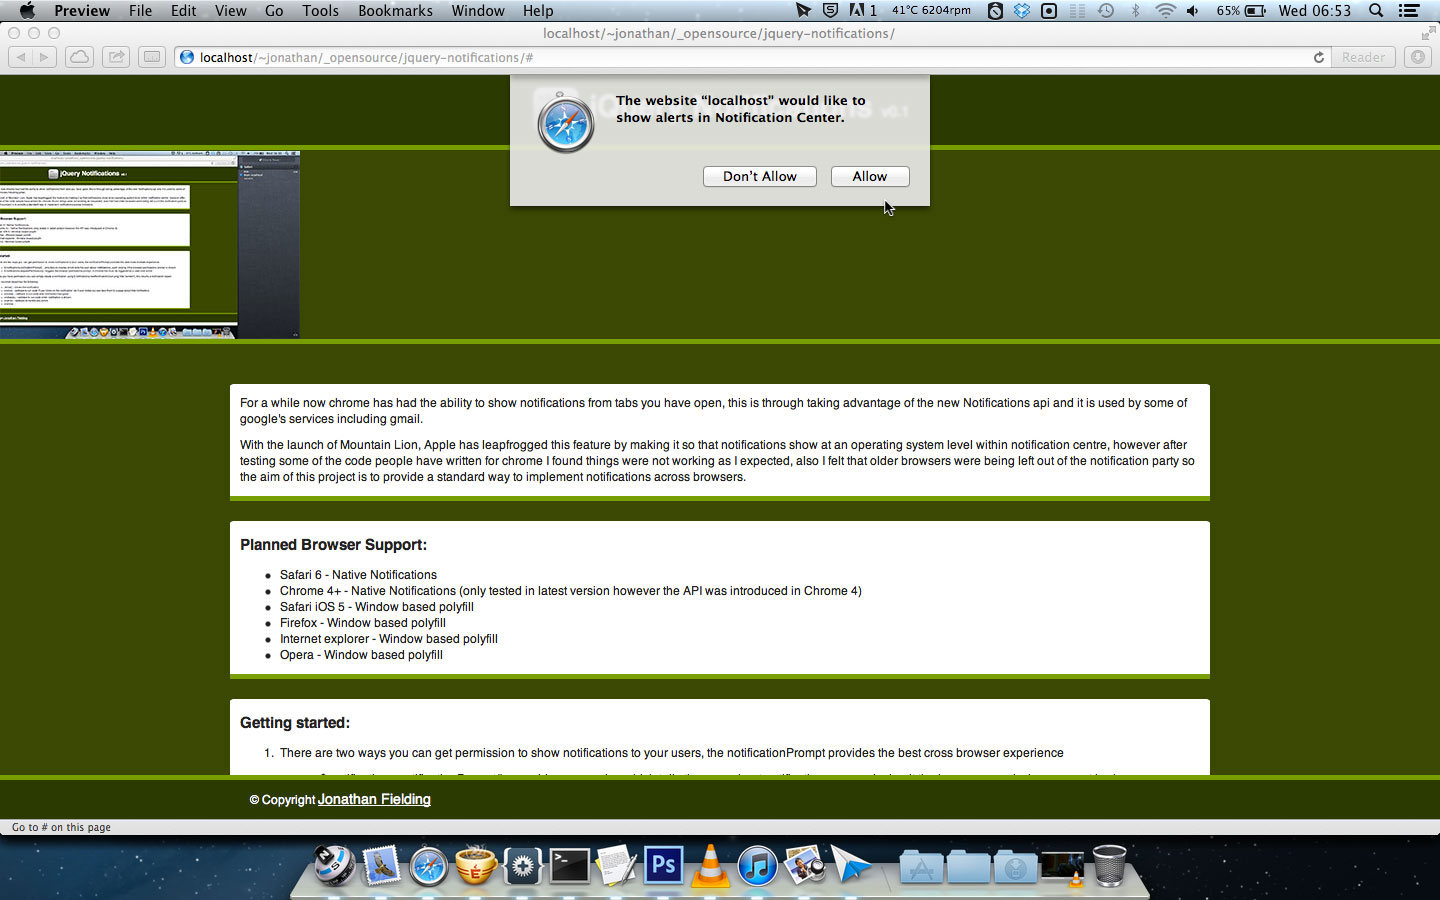 Preview File Edit View Go Tools Bookmarks Window Help 1 41°C 6204rpm 65% Wed 06:53
localhost/~jonathan/_opensource/jquery-notifications/
localhost/~jonathan/_opensource/jquery-notifications/# Reader
jQuery Notifications v0.1
The website “localhost” would like to
show alerts in Notification Center.
Don’t Allow Allow
jQuery Notifications
For a while now chrome has had the ability to show notifications from tabs you have open, this is through taking advantage of the new Notifications api and it is used by some of
google's services including gmail.
With the launch of Mountain Lion, Apple has leapfrogged this feature by making it so that notifications show at an operating system level within notification centre, however after
testing some of the code people have written for chrome I found things were not working as I expected, also I felt that older browsers were being left out of the notification party so
the aim of this project is to provide a standard way to implement notifications across browsers.
Planned Browser Support:
Safari 6 - Native Notifications
Chrome 4+ - Native Notifications (only tested in latest version however the API was introduced in Chrome 4)
Safari iOS 5 - Window based polyfill
Firefox - Window based polyfill
Internet explorer - Window based polyfill
Opera - Window based polyfill
Getting started:
1. There are two ways you can get permission to show notifications to your users, the notificationPrompt provides the best cross browser experience
© Copyright Jonathan Fielding
Go to # on this page
Ps